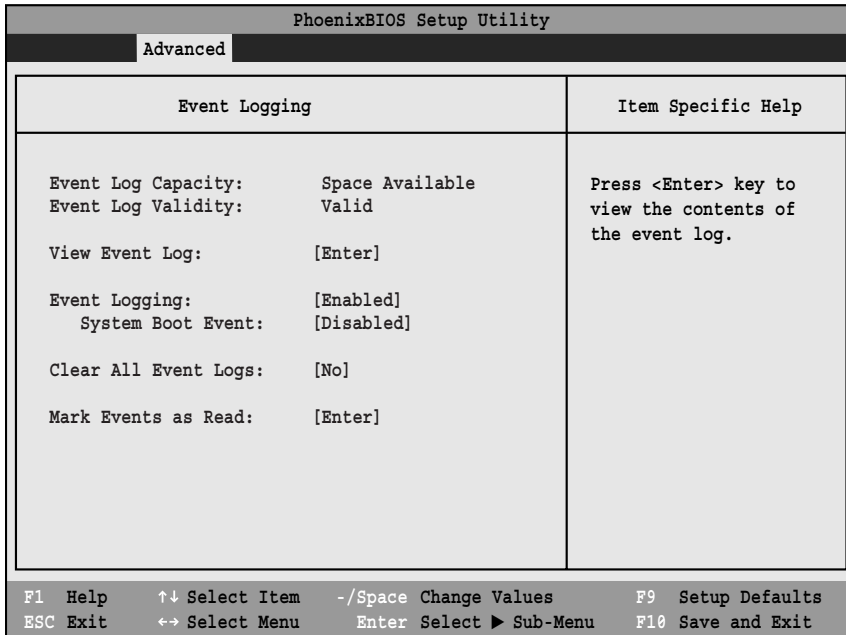 PhoenixBIOS Setup Utility
Advanced
Event Logging
Item Specific Help
Event Log Capacity: Space Available
Event Log Validity: Valid
View Event Log: [Enter]
Event Logging: [Enabled]
System Boot Event: [Disabled]
Clear All Event Logs: [No]
Mark Events as Read: [Enter]
Press <Enter> key to
view the contents of
the event log.
F1 Help ↑↓ Select Item -/Space Change Values F9 Setup Defaults
ESC Exit ←→ Select Menu Enter Select ▶ Sub-Menu F10 Save and Exit